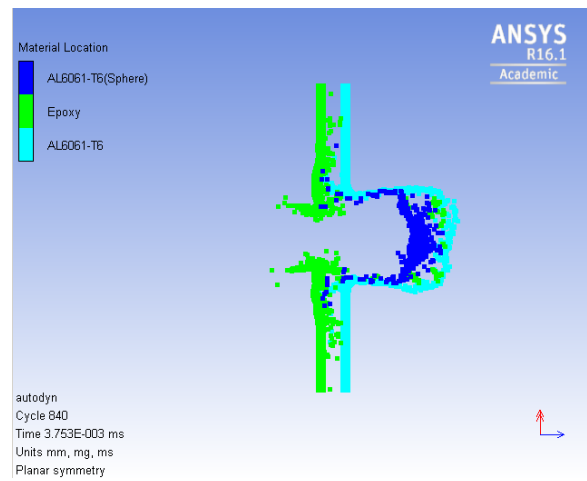 ANSYS
R16.1
Academic
Material Location
AL6061-T6(Sphere)
Epoxy
AL6061-T6
autodyn
Cycle 840
Time 3.753E-003 ms
Units mm, mg, ms
Planar symmetry